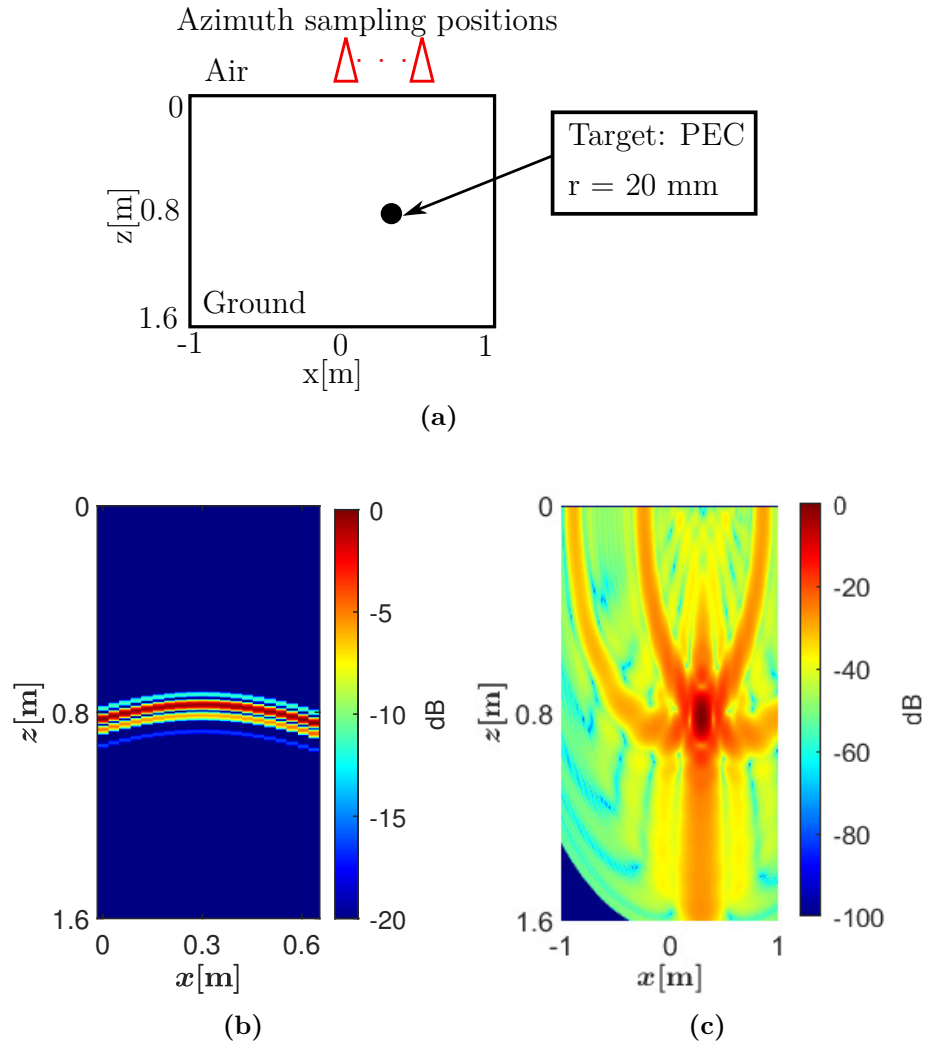 Azimuth sampling positions
Air
0
Target: PEC
r = 20 mm
z[m]
0.8
Ground
1.6
-1
0
1
x[m]
(a)
0
0.8
1.6
z[m]
0
0.3
0.6
x[m]
0
-5
-10
-15
-20
dB
(b)
0
0.8
1.6
z[m]
-1
0
1
x[m]
0
-20
-40
-60
-80
-100
dB
(c)